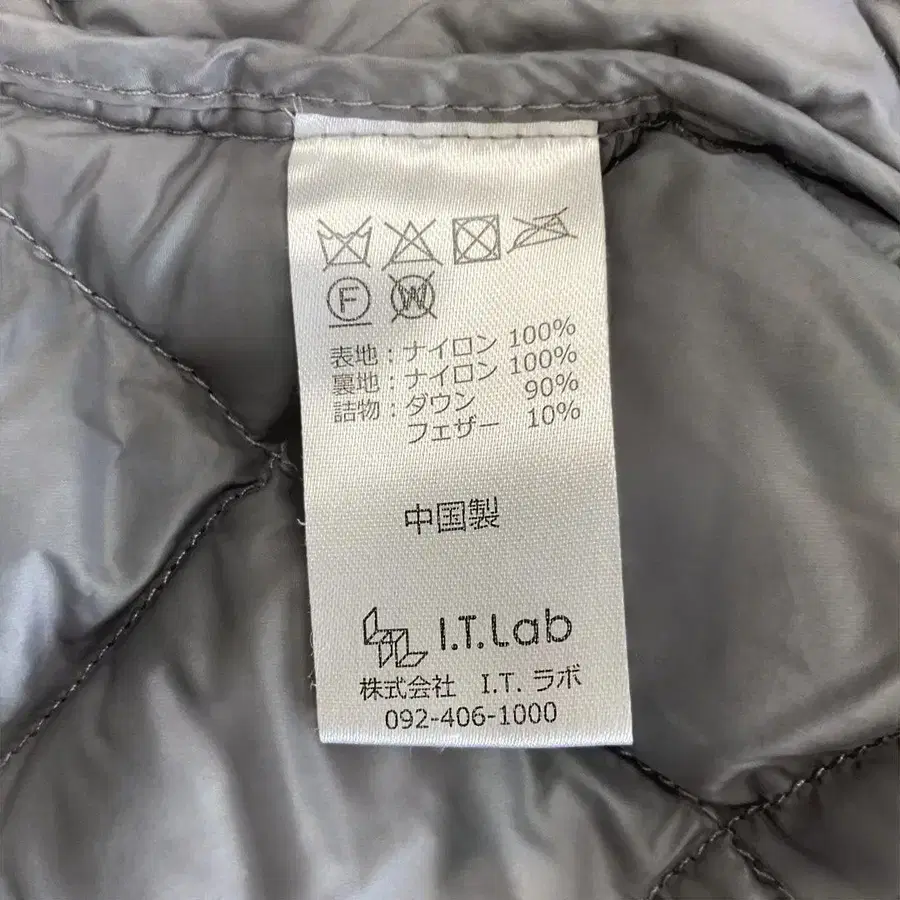 F W
表地：ナイロン 100%
裏地：ナイロン 100%
詰物：ダウン 90%
フェザー 10%
中国製
I.T.Lab
株式会社 I.T. ラボ
092-406-1000